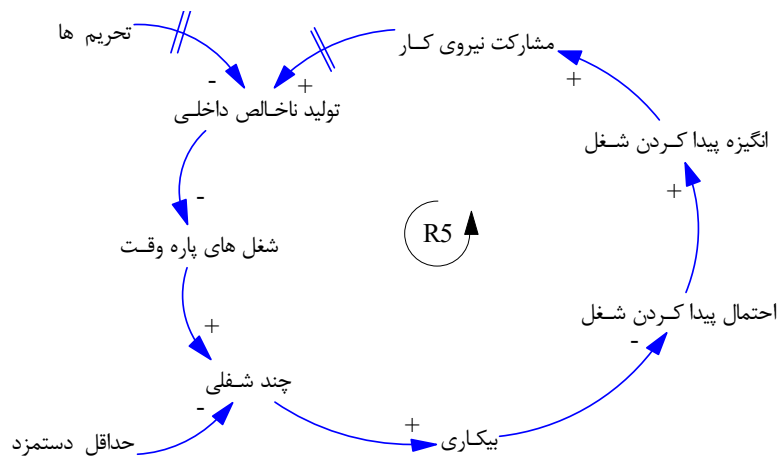 تحریم ها
مشارکت نیروی کار
-
+
تولید ناخالص داخلی
+
انگیزه پیدا کردن شغل
-
+
شغل های پاره وقت
R5
احتمال پیدا کردن شغل
+
-
چند شفلی
-
+
حداقل دستمزد
بیکاری